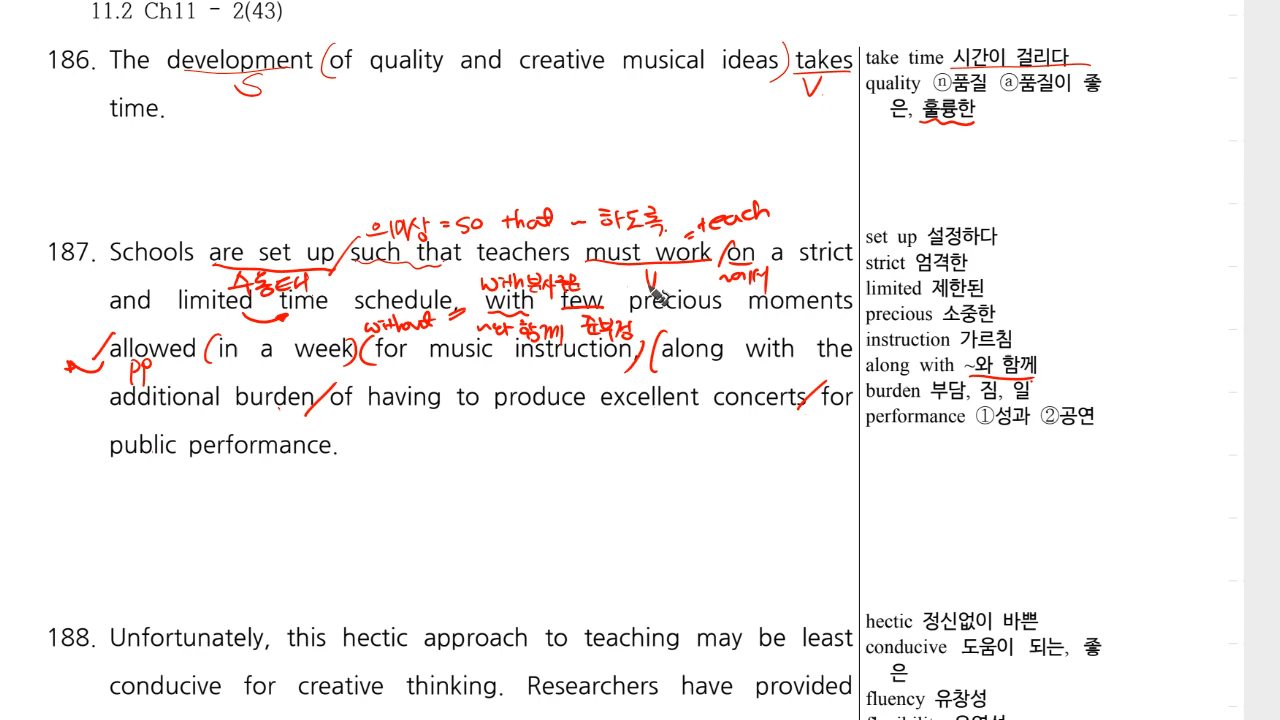 11.2 Ch11 - 2(43)
186. The development (of quality and creative musical ideas) takes
S V
time.
take time 시간이 걸리다
quality ⓝ품질 ⓐ품질이 좋
은, 훌륭한
의미상 = so that ~ 하도록. = teach
187. Schools are set up such that teachers must work on a strict
수동태 V ~에서
and limited time schedule, with few precious moments
without = ~와 함께 준부정
allowed (in a week) (for music instruction,) (along with the
pp
additional burden / of having to produce excellent concerts / for
public performance.
set up 설정하다
strict 엄격한
limited 제한된
precious 소중한
instruction 가르침
along with ~와 함께
burden 부담, 짐, 일
performance ①성과 ②공연
188. Unfortunately, this hectic approach to teaching may be least
conducive for creative thinking. Researchers have provided
hectic 정신없이 바쁜
conducive 도움이 되는, 좋
은
fluency 유창성